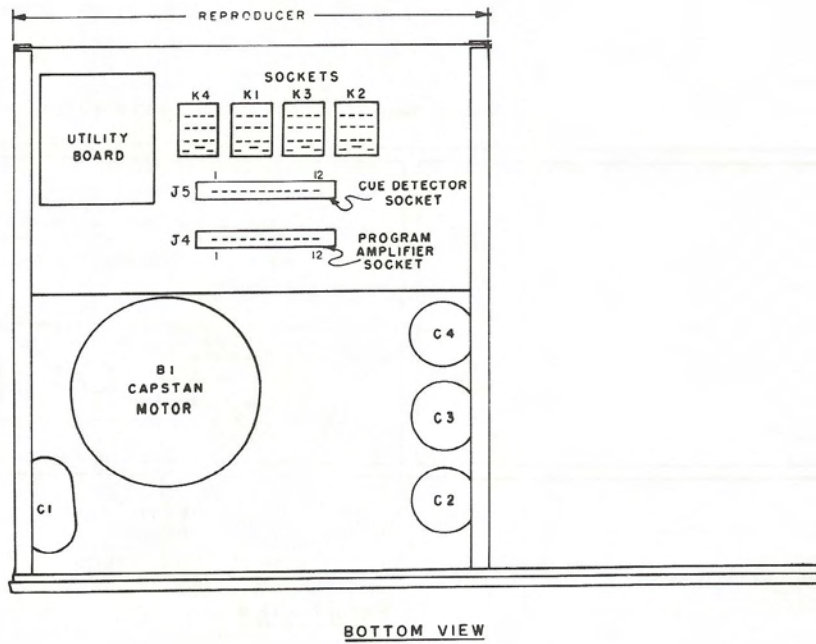 REPRODUCER
SOCKETS
K4 K1 K3 K2
UTILITY
BOARD
1 12
J5
CUE DETECTOR
SOCKET
J4
PROGRAM
AMPLIFIER
SOCKET
1 12
C4
B1
CAPSTAN
MOTOR
C3
C1
C2
BOTTOM VIEW